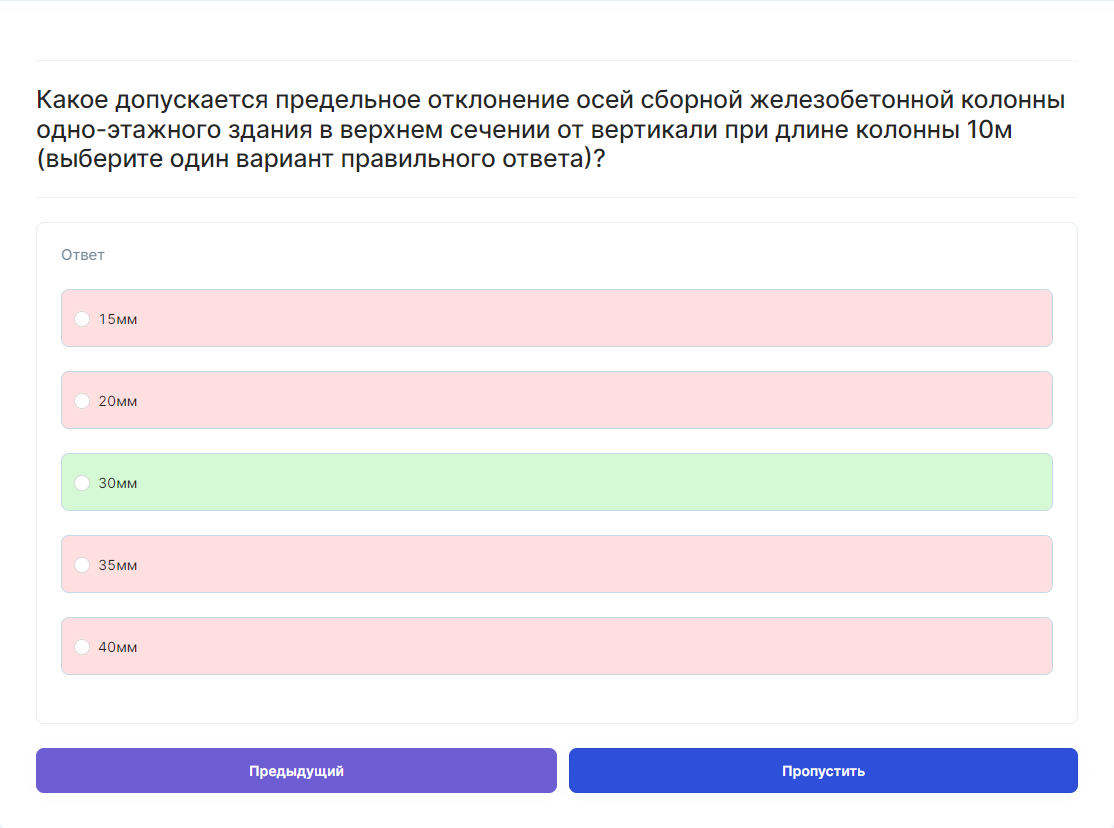 Какое допускается предельное отклонение осей сборной железобетонной колонны
одно-этажного здания в верхнем сечении от вертикали при длине колонны 10м
(выберите один вариант правильного ответа)?
Ответ
15мм
20мм
30мм
35мм
40мм
Предыдущий
Пропустить